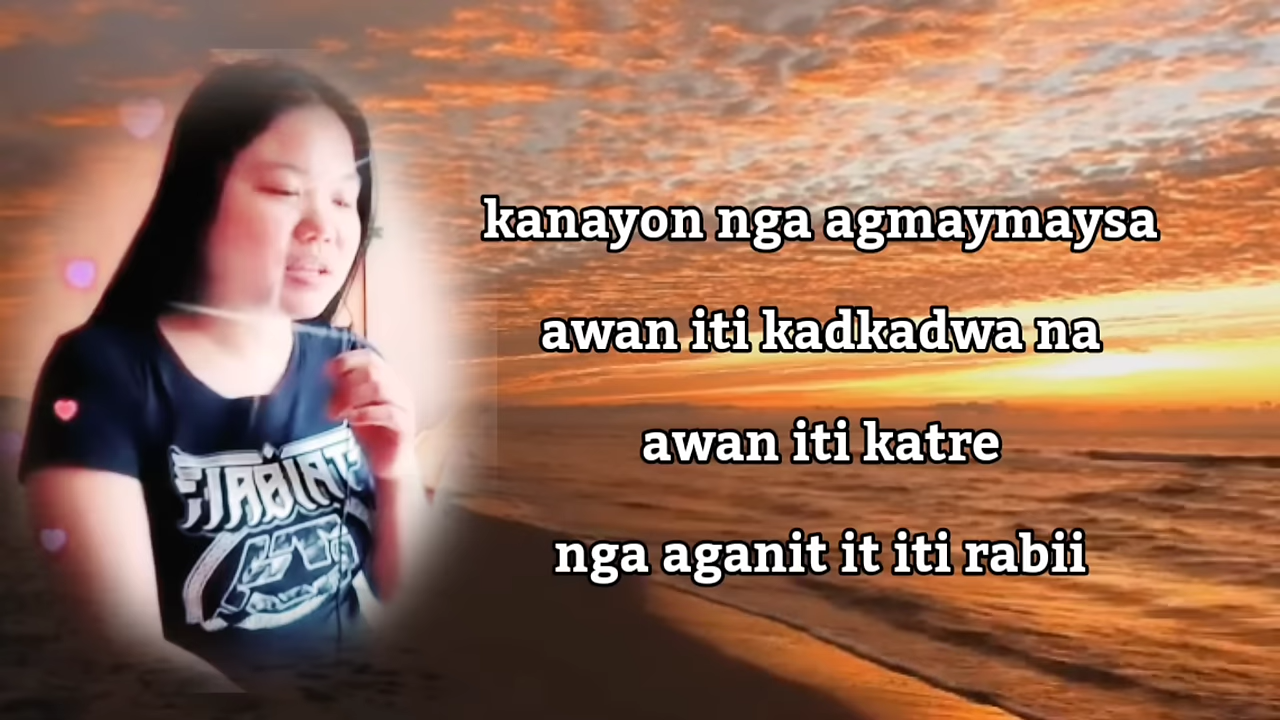 kanayon nga agmaymaysa
awan iti kadkadwa na
awan iti katre
nga aganit it iti rabii